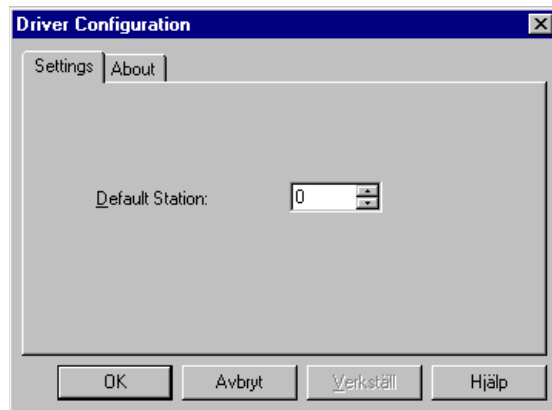 Driver Configuration
Settings About
Default Station: 0
OK Avbryt Verkställ Hjälp